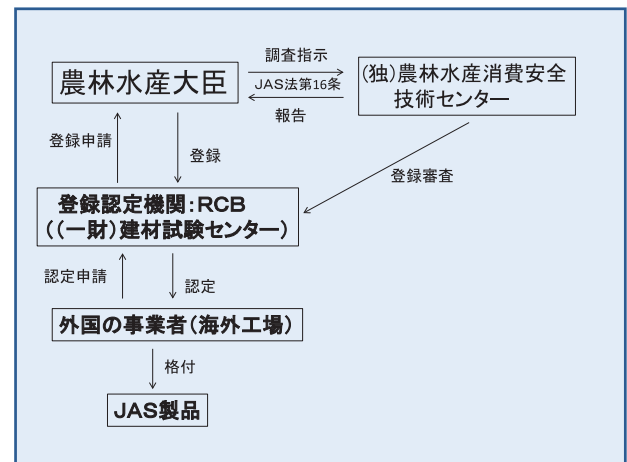 調査指示
農林水産大臣
JAS法第16条
(独)農林水産消費安全
技術センター
報告
登録申請
登録
登録審査
登録認定機関:RCB
((一財)建材試験センター)
認定申請
認定
外国の事業者(海外工場)
格付
JAS製品